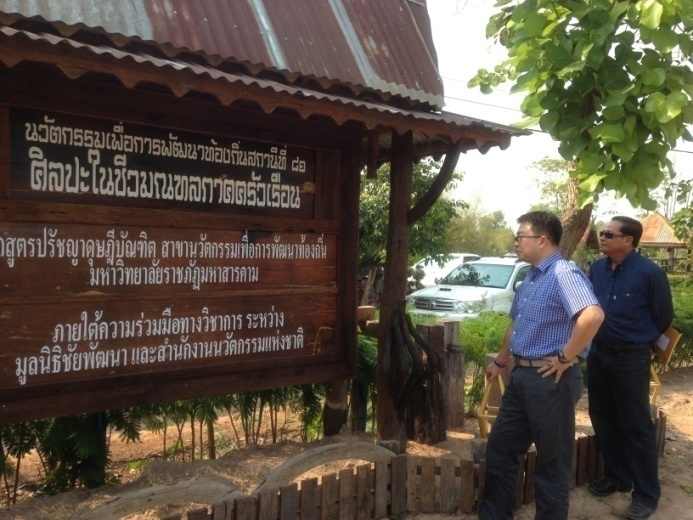 นวัตกรรมเพื่อการพัฒนาท้องถิ่นสถานีที่ ๘๒
ศิลปะในชีวมณฑลภาคครัวเรือน
สูตรปรัชญาดุษฎีบัณฑิต สาขานวัตกรรมเพื่อการพัฒนาท้องถิ่น
มหาวิทยาลัยราชภัฏมหาสารคาม
ภายใต้ความร่วมมือทางวิชาการ ระหว่าง
มูลนิธิชัยพัฒนา และสำนักงานนวัตกรรมแห่งชาติ